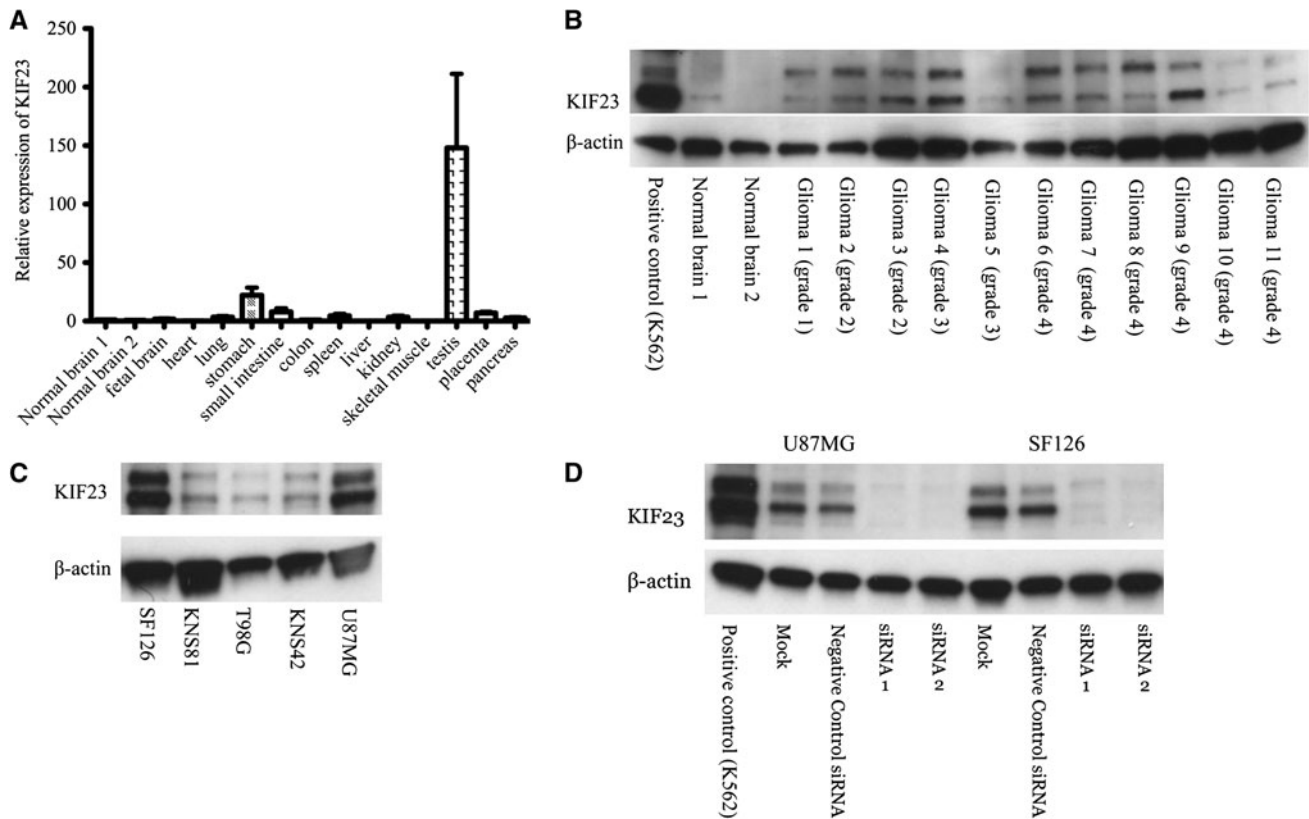 A
Relative expression of KIF23
250
200
150
100
50
0
Normal brain 1
Normal brain 2
fetal brain
heart
lung
stomach
small intestine
colon
spleen
liver
kidney
skeletal muscle
testis
placenta
pancreas
B
KIF23
β-actin
Positive control (K562)
Normal brain 1
Normal brain 2
Glioma 1 (grade 1)
Glioma 2 (grade 2)
Glioma 3 (grade 2)
Glioma 4 (grade 3)
Glioma 5 (grade 3)
Glioma 6 (grade 4)
Glioma 7 (grade 4)
Glioma 8 (grade 4)
Glioma 9 (grade 4)
Glioma 10 (grade 4)
Glioma 11 (grade 4)
C
KIF23
β-actin
SF126
KNS81
T98G
KNS42
U87MG
D
U87MG
SF126
KIF23
β-actin
Positive control (K562)
Mock
Negative Control siRNA
siRNA 1
siRNA 2
Mock
Negative Control siRNA
siRNA 1
siRNA 2